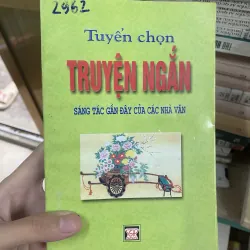 2962
Tuyển chọn
TRUYỆN NGẮN
SÁNG TÁC GẦN ĐÂY CỦA CÁC NHÀ VĂN